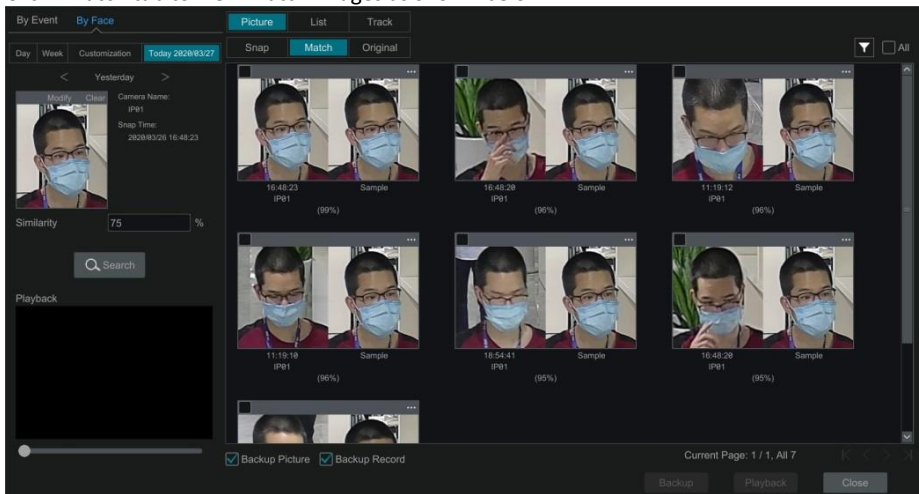 By Event By Face
Picture List Track
Day Week Customization Today 2020/03/27
Snap Match Original
All
< Yesterday >
Modify Clear
Camera Name:
IP01
Snap Time:
2020/03/26 16:48:23
16:48:23 Sample
IP01
(99%)
16:48:20 Sample
IP01
(96%)
11:19:12 Sample
IP01
(96%)
Similarity 75 %
Search
Playback
11:19:10 Sample
IP01
(96%)
18:54:41 Sample
IP01
(95%)
16:48:20 Sample
IP01
(95%)
Backup Picture Backup Record
Current Page: 1 / 1, All 7
Backup Playback Close